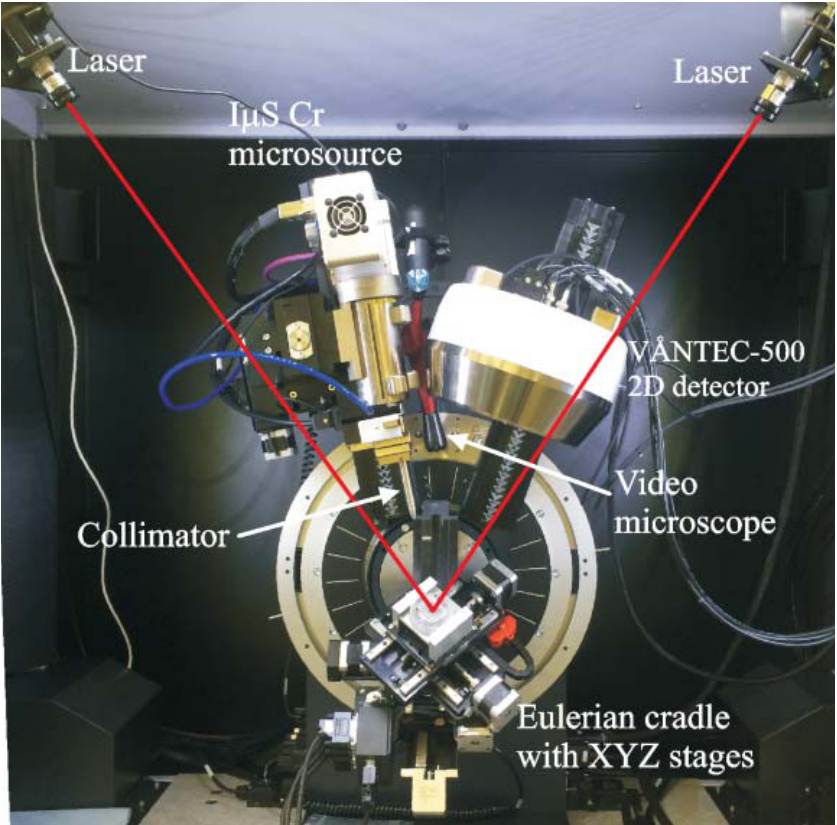 Laser
Laser
IµS Cr
microsource
VÅNTEC-500
2D detector
Video
microscope
Collimator
Eulerian cradle
with XYZ stages